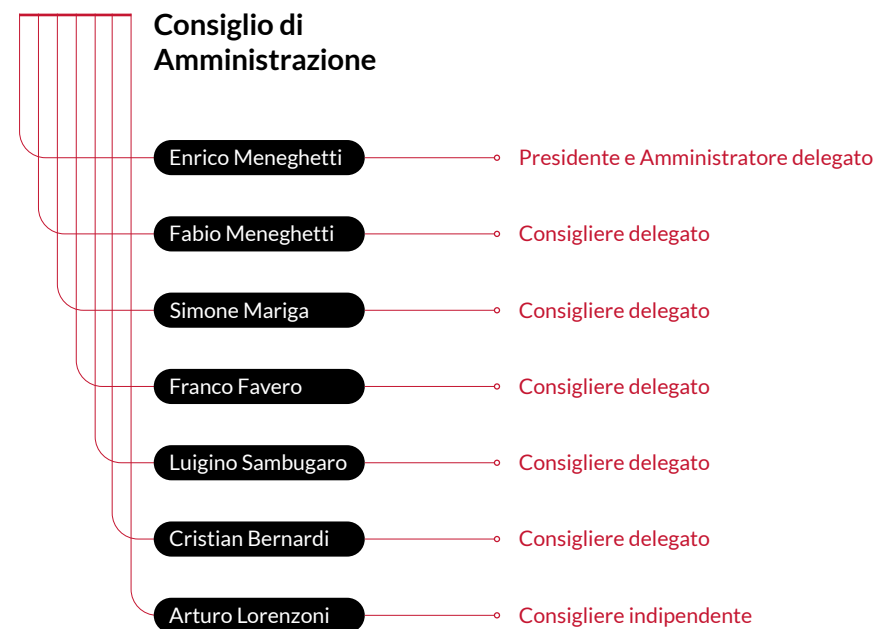 Consiglio di
Amministrazione
Enrico Meneghetti Presidente e Amministratore delegato
Fabio Meneghetti Consigliere delegato
Simone Mariga Consigliere delegato
Franco Favero Consigliere delegato
Luigino Sambugaro Consigliere delegato
Cristian Bernardi Consigliere delegato
Arturo Lorenzoni Consigliere indipendente